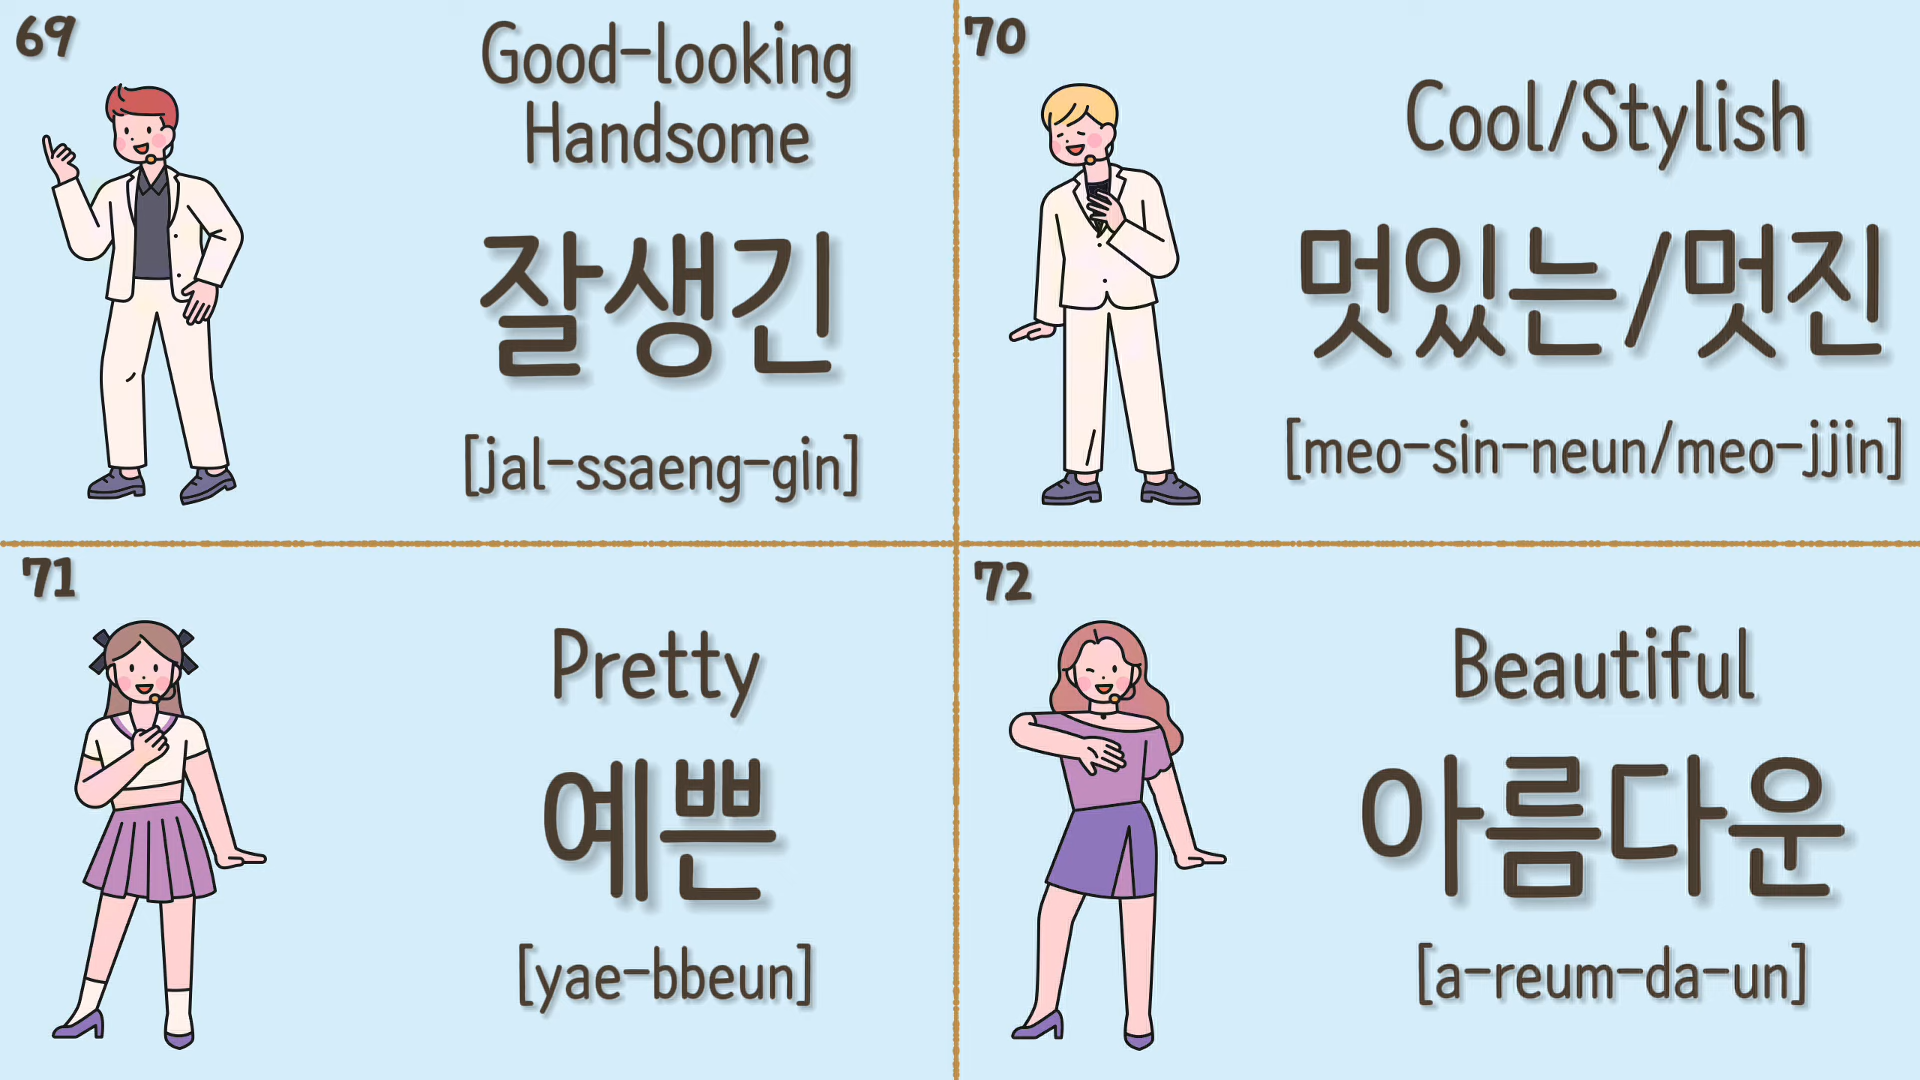 69
Good-looking
Handsome
잘생긴
[jal-ssaeng-gin]
70
Cool/Stylish
멋있는/멋진
[meo-sin-neun/meo-jjin]
71
Pretty
예쁜
[yae-bbeun]
72
Beautiful
아름다운
[a-reum-da-un]